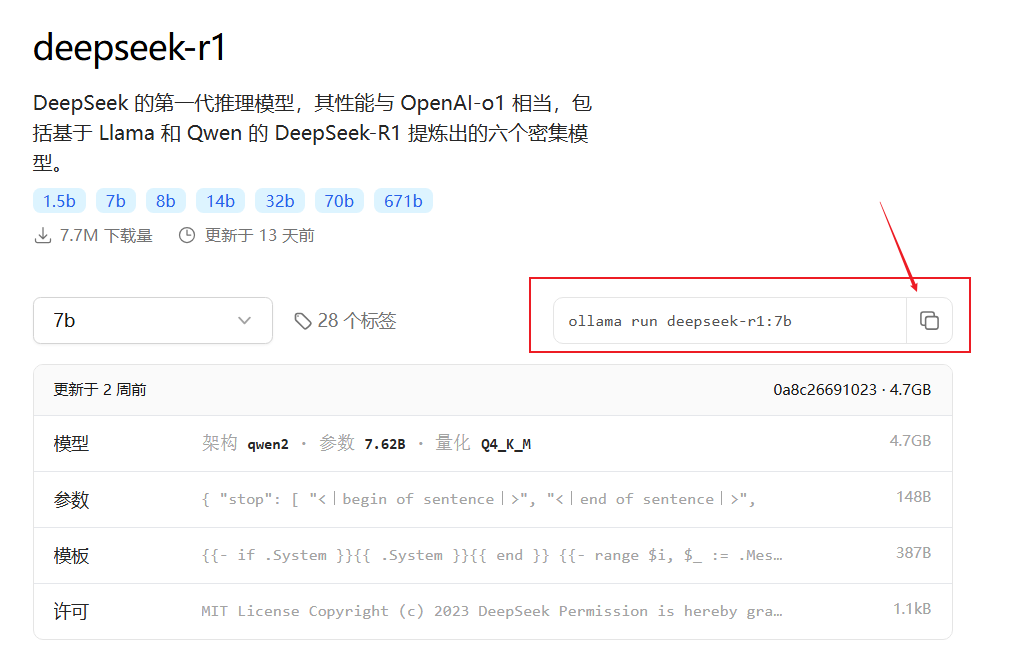 deepseek-r1
DeepSeek 的第一代推理模型，其性能与 OpenAI-o1 相当，包
括基于 Llama 和 Qwen 的 DeepSeek-R1 提炼出的六个密集模
型。
1.5b 7b 8b 14b 32b 70b 671b
7.7M 下载量 更新于 13 天前
7b 28 个标签 ollama run deepseek-r1:7b
更新于 2 周前 0a8c26691023 · 4.7GB
模型 架构 qwen2 · 参数 7.62B · 量化 Q4_K_M 4.7GB
参数 { "stop": [ "<｜begin of sentence｜>", "<｜end of sentence｜>", 148B
模板 {{- if .System }}{{ .System }}{{ end }} {{- range $i, $_ := .Mes… 387B
许可 MIT License Copyright (c) 2023 DeepSeek Permission is hereby gra… 1.1kB